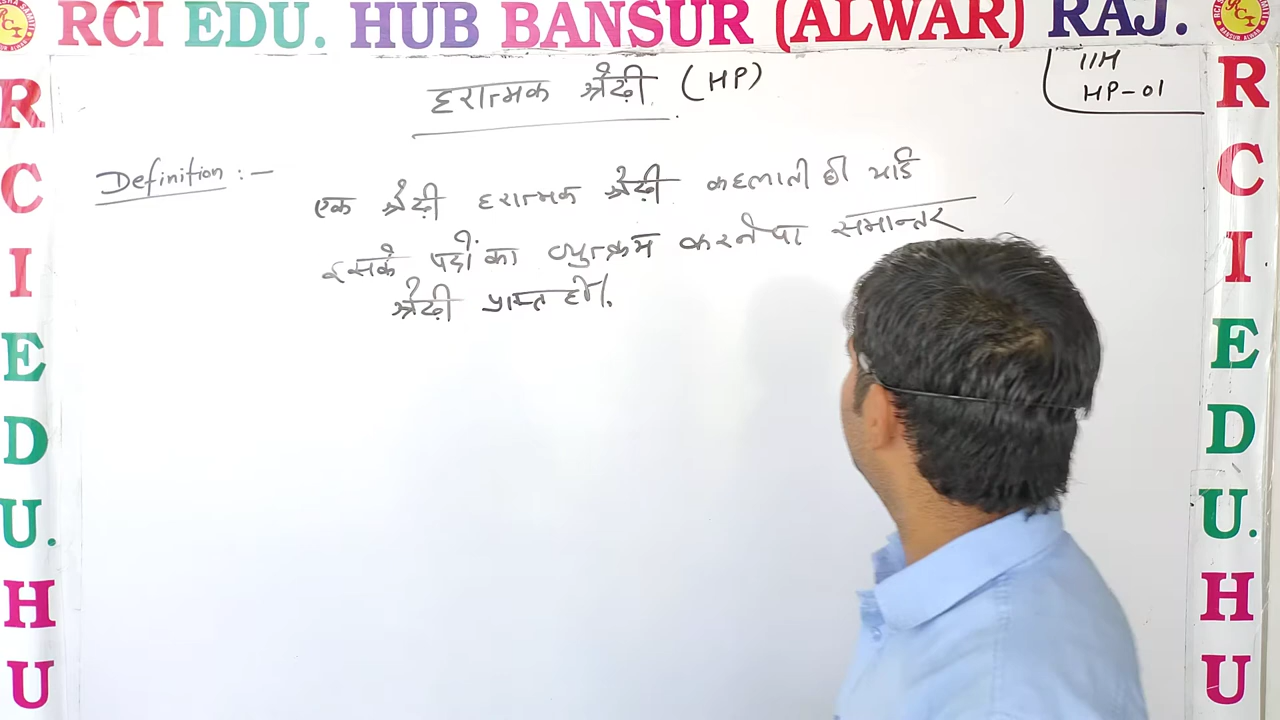 RCI EDU. HUB BANSUR (ALWAR) RAJ.
हरात्मक श्रेढ़ी (HP)
11H
HP-01
Definition :-
एक श्रेढ़ी हरात्मक श्रेढ़ी कहलाती है यदि
इसके पदों का व्युत्क्रम करने पर समान्तर
श्रेढ़ी प्राप्त हो।
R
C
I
E
D
U.
H
U
R
C
I
E
D
U.
H
U